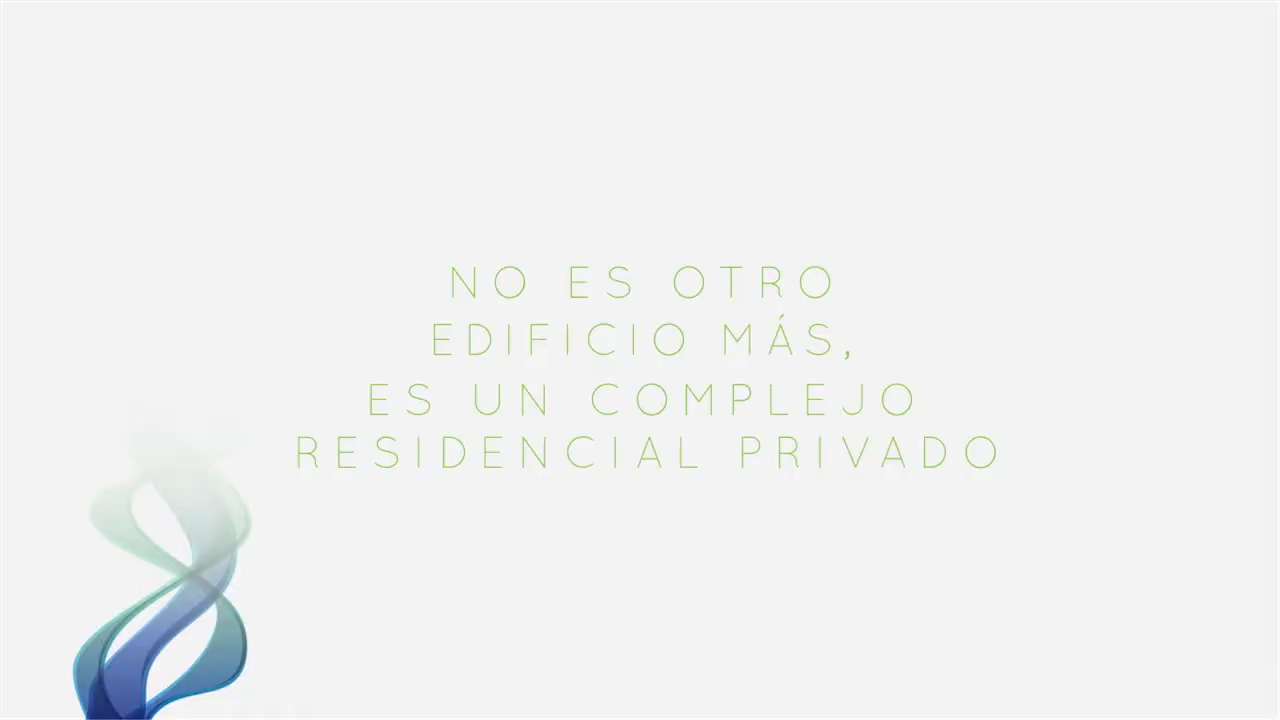 NO ES OTRO
EDIFICIO MÁS,
ES UN COMPLEJO
RESIDENCIAL PRIVADO